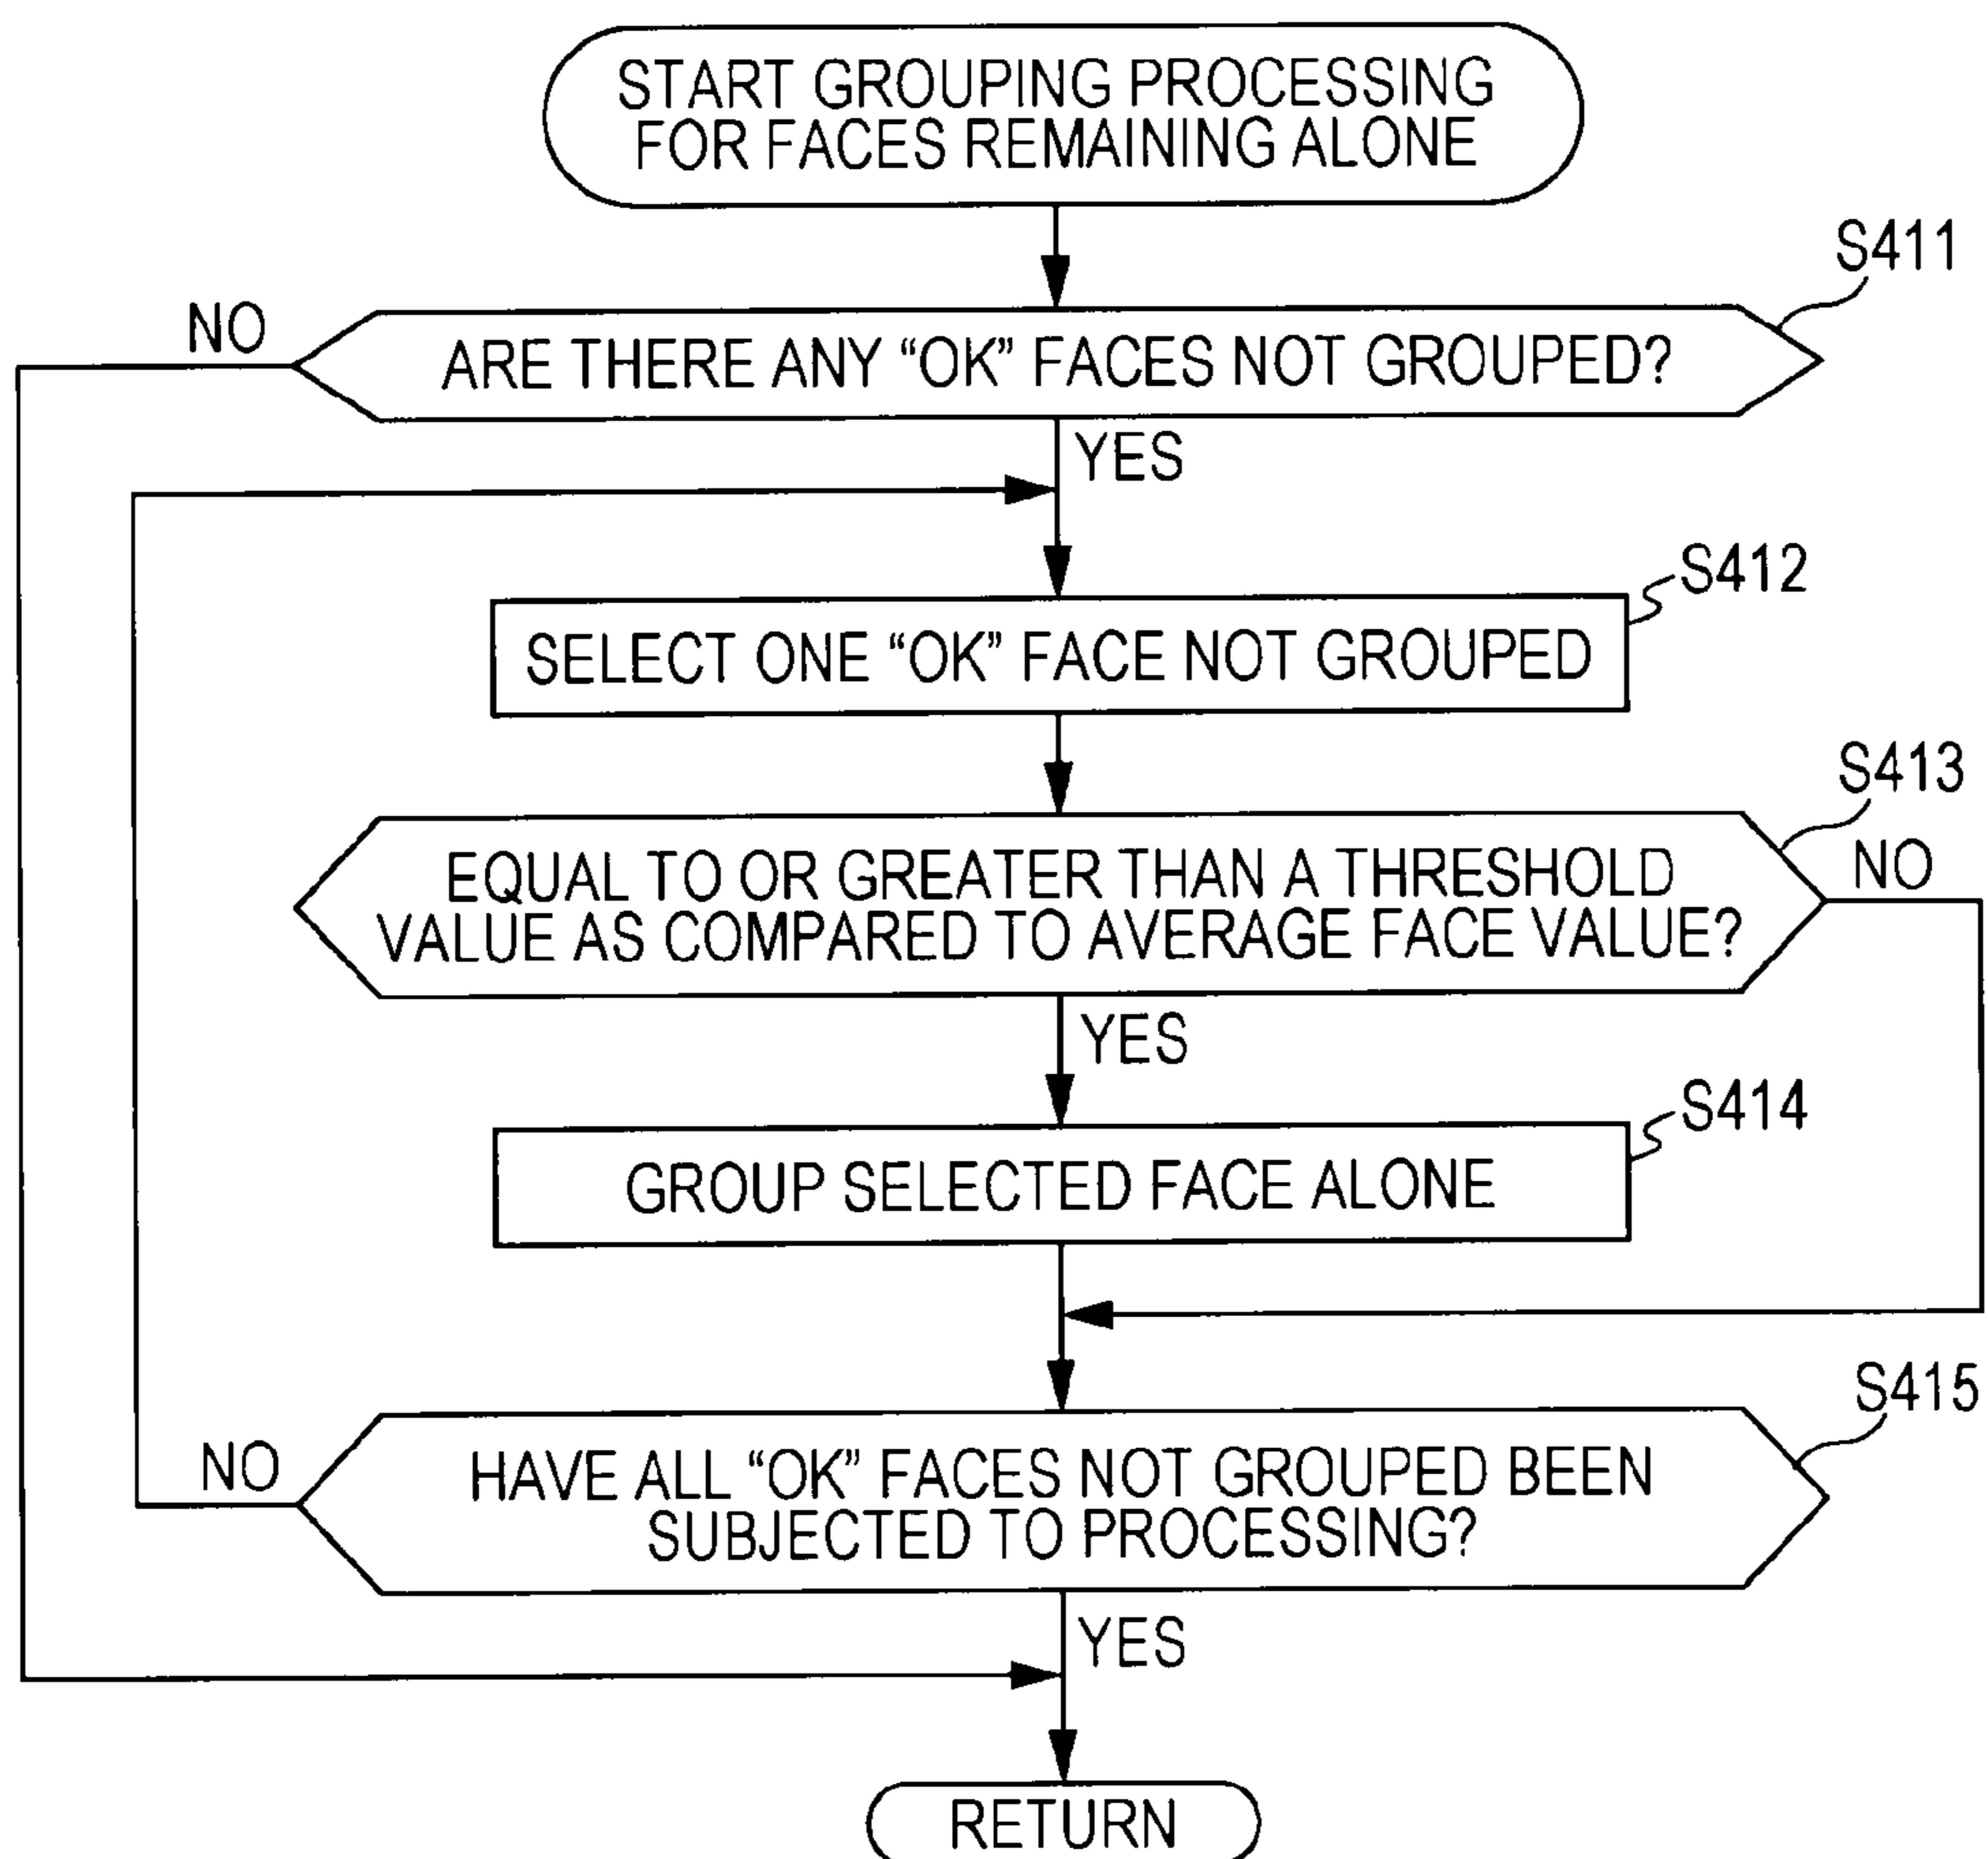 START GROUPING PROCESSING
FOR FACES REMAINING ALONE
S411
NO
ARE THERE ANY “OK” FACES NOT GROUPED?
YES
S412
SELECT ONE “OK” FACE NOT GROUPED
S413
EQUAL TO OR GREATER THAN A THRESHOLD
VALUE AS COMPARED TO AVERAGE FACE VALUE?
NO
YES
S414
GROUP SELECTED FACE ALONE
S415
NO
HAVE ALL “OK” FACES NOT GROUPED BEEN
SUBJECTED TO PROCESSING?
YES
RETURN